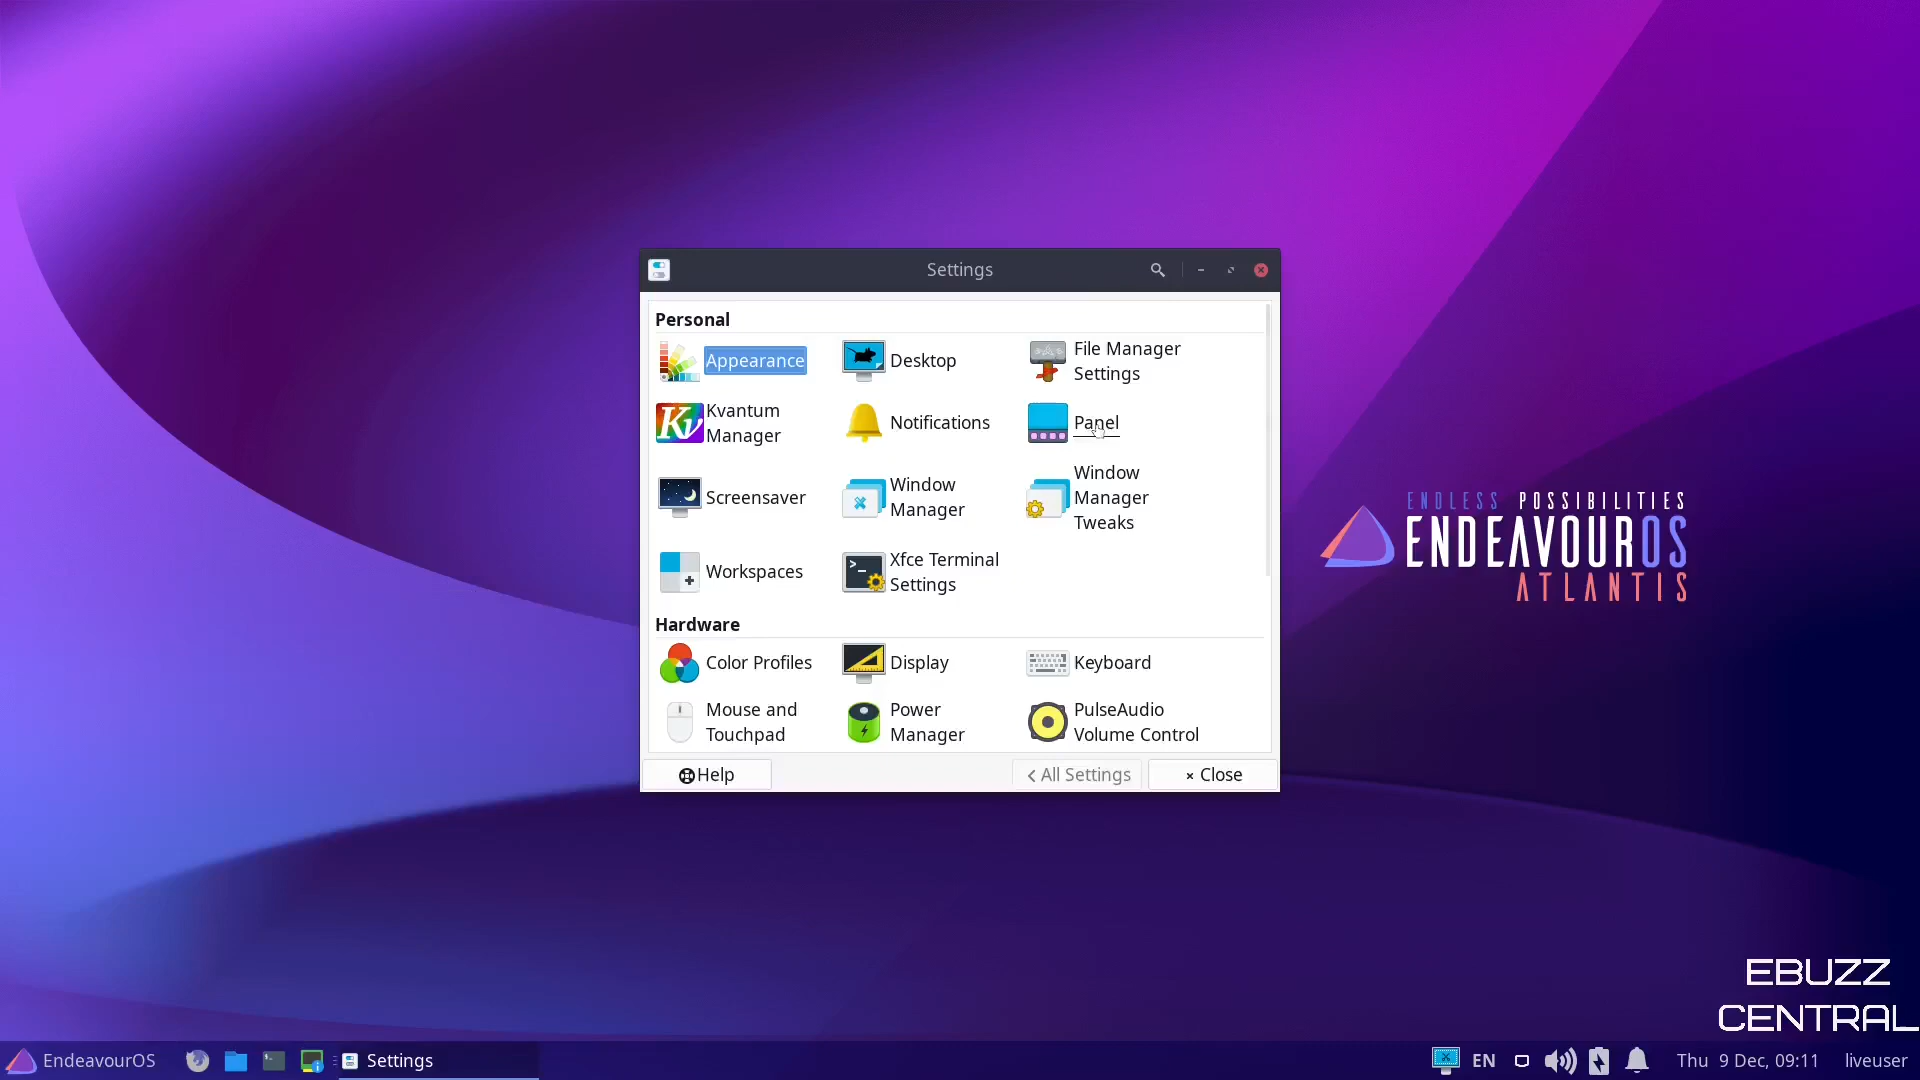 Settings
Personal
Appearance
Desktop
File Manager
Settings
Kv
Kvantum
Manager
Notifications
Panel
Screensaver
Window
Manager
Window
Manager
Tweaks
Workspaces
>_
Xfce Terminal
Settings
Hardware
Color Profiles
Display
Keyboard
Mouse and
Touchpad
Power
Manager
PulseAudio
Volume Control
Help
< All Settings
× Close
ENDLESS POSSIBILITIES
ENDEAVOUROS
ATLANTIS
EBUZZ
CENTRAL
EndeavourOS
Settings
EN
Thu 9 Dec, 09:11
liveuser